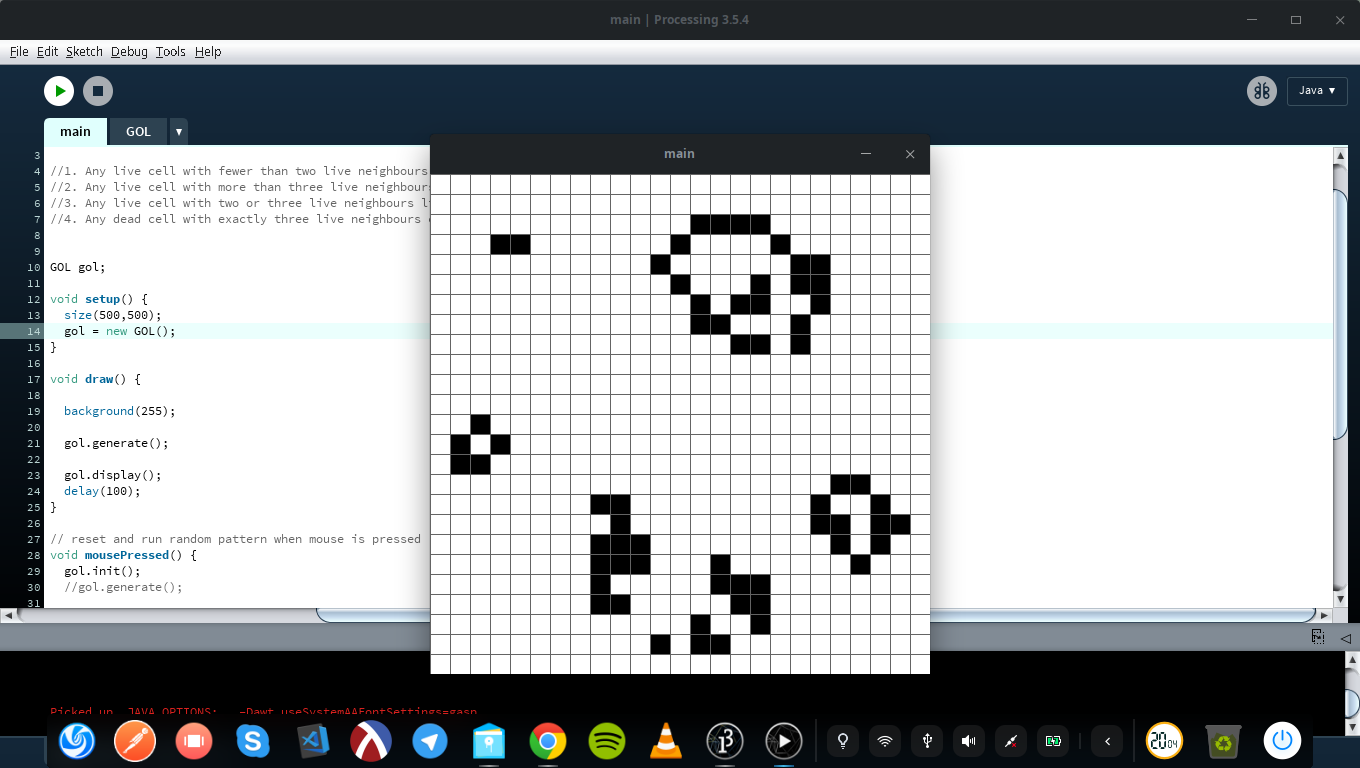 main | Processing 3.5.4
File Edit Sketch Debug Tools Help
Java ▼
main GOL ▼
main
3
4 //1. Any live cell with fewer than two live neighbours
5 //2. Any live cell with more than three live neighbours
6 //3. Any live cell with two or three live neighbours l
7 //4. Any dead cell with exactly three live neighbours
8
9
10 GOL gol;
11
12 void setup() {
13 size(500,500);
14 gol = new GOL();
15 }
16
17 void draw() {
18
19 background(255);
20
21 gol.generate();
22
23 gol.display();
24 delay(100);
25 }
26
27 // reset and run random pattern when mouse is pressed
28 void mousePressed() {
29 gol.init();
30 //gol.generate();
31
Picked up _JAVA_OPTIONS: -Dawt.useSystemAAFontSettings=gasp
20 04